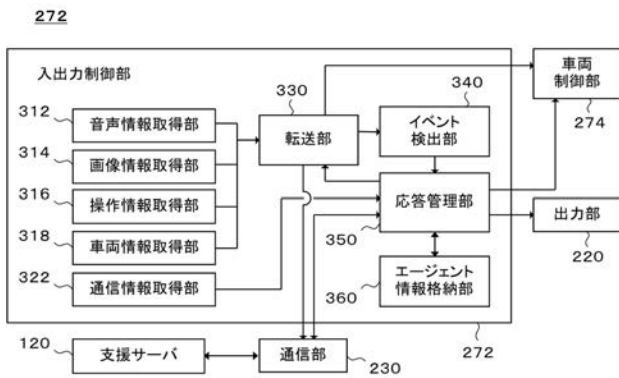 272
入出力制御部
312
音声情報取得部
314
画像情報取得部
316
操作情報取得部
318
車両情報取得部
322
通信情報取得部
330
転送部
340
イベント
検出部
350
応答管理部
360
エージェント
情報格納部
車両
制御部
274
出力部
220
272
120
支援サーバ
通信部
230